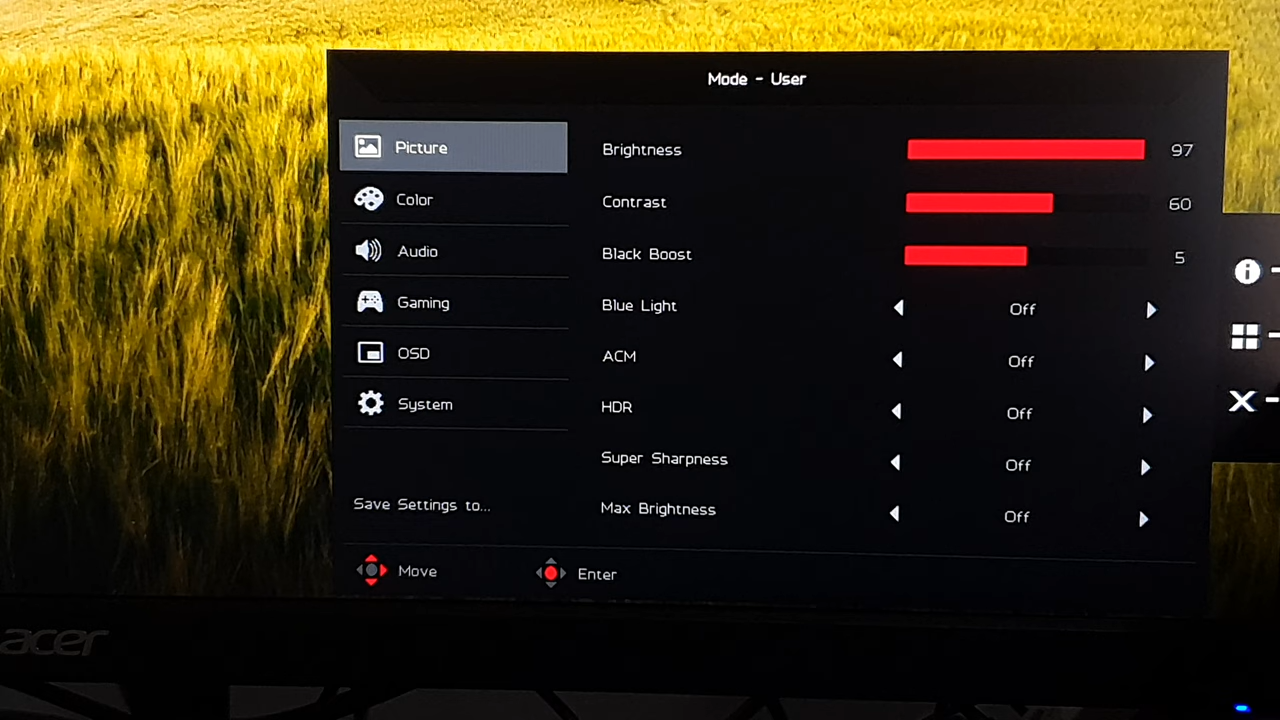 Mode - User
Picture
Brightness 97
Color
Contrast 60
Audio
Black Boost 5
Gaming
Blue Light Off
OSD
ACM Off
System
HDR Off
Super Sharpness Off
Save Settings to...
Max Brightness Off
Move Enter
acer